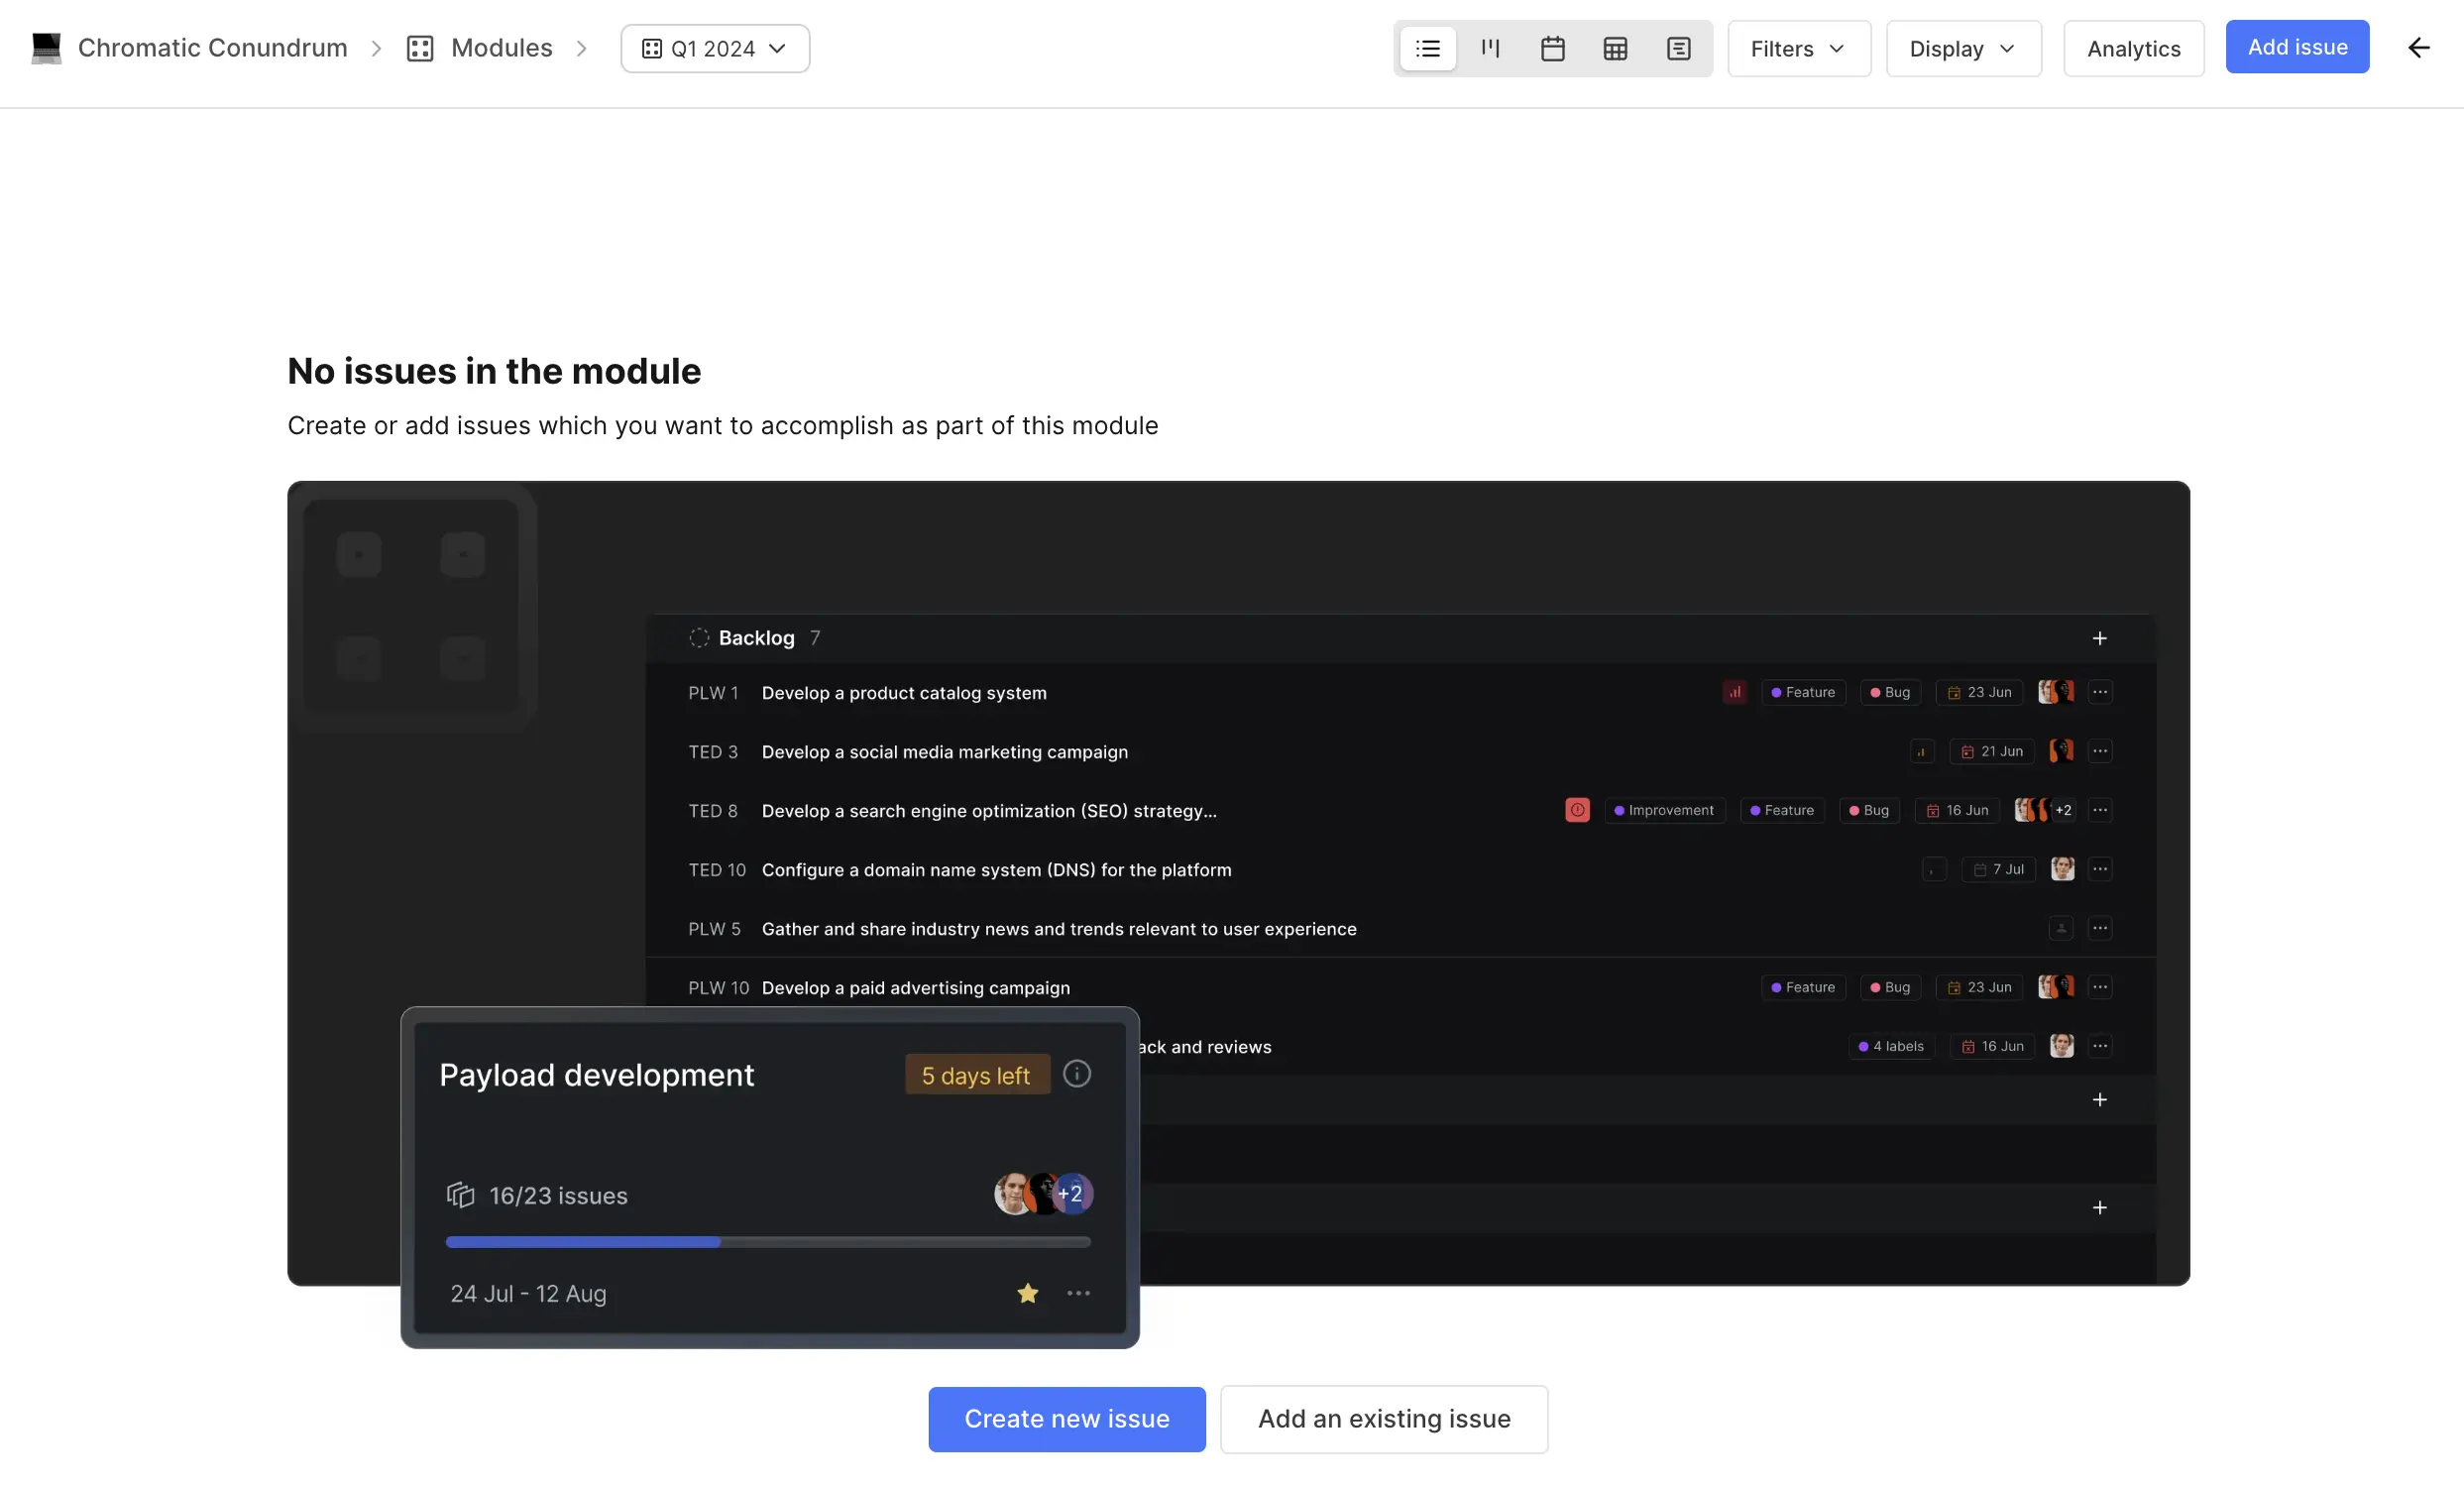 Chromatic Conundrum > Modules > Q1 2024
Filters Display Analytics Add issue
No issues in the module
Create or add issues which you want to accomplish as part of this module
Backlog 7
PLW 1 Develop a product catalog system Feature Bug 23 Jun
TED 3 Develop a social media marketing campaign 21 Jun
TED 8 Develop a search engine optimization (SEO) strategy... Improvement Feature Bug 16 Jun +2
TED 10 Configure a domain name system (DNS) for the platform 7 Jul
PLW 5 Gather and share industry news and trends relevant to user experience
PLW 10 Develop a paid advertising campaign Feature Bug 23 Jun
ack and reviews 4 labels 16 Jun
Payload development 5 days left
16/23 issues +2
24 Jul - 12 Aug
Create new issue Add an existing issue